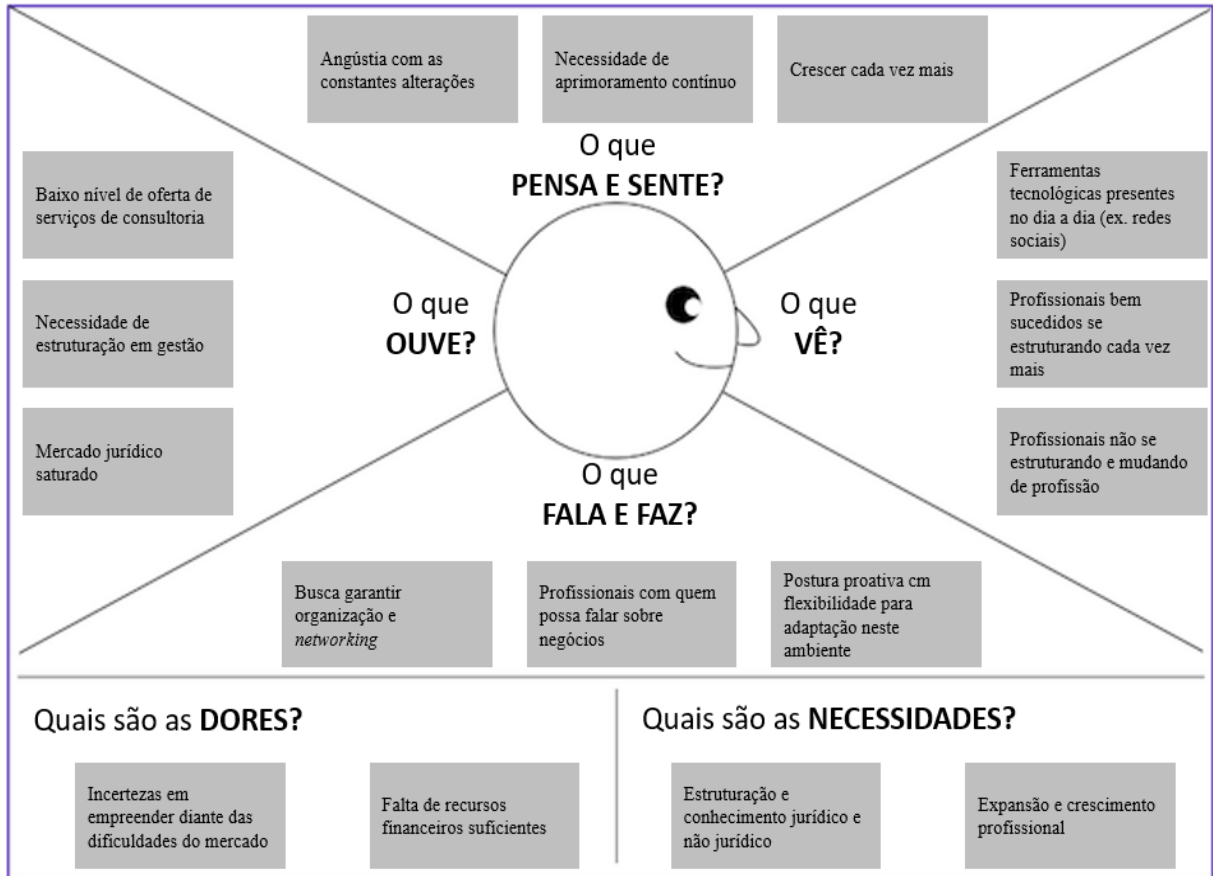 Angústia com as
constantes alterações
Necessidade de
aprimoramento contínuo
Crescer cada vez mais
O que
PENSA E SENTE?
Baixo nível de oferta de
serviços de consultoria
Necessidade de
estruturação em gestão
Mercado jurídico
saturado
O que
OUVE?
O que
VÊ?
Ferramentas
tecnológicas presentes
no dia a dia (ex. redes
sociais)
Profissionais bem
sucedidos se
estruturando cada vez
mais
Profissionais não se
estruturando e mudando
de profissão
O que
FALA E FAZ?
Busca garantir
organização e
networking
Profissionais com quem
possa falar sobre
negócios
Postura proativa cm
flexibilidade para
adaptação neste
ambiente
Quais são as DORES?
Incertezas em
empreender diante das
dificuldades do mercado
Falta de recursos
financeiros suficientes
Quais são as NECESSIDADES?
Estruturação e
conhecimento jurídico e
não jurídico
Expansão e crescimento
profissional